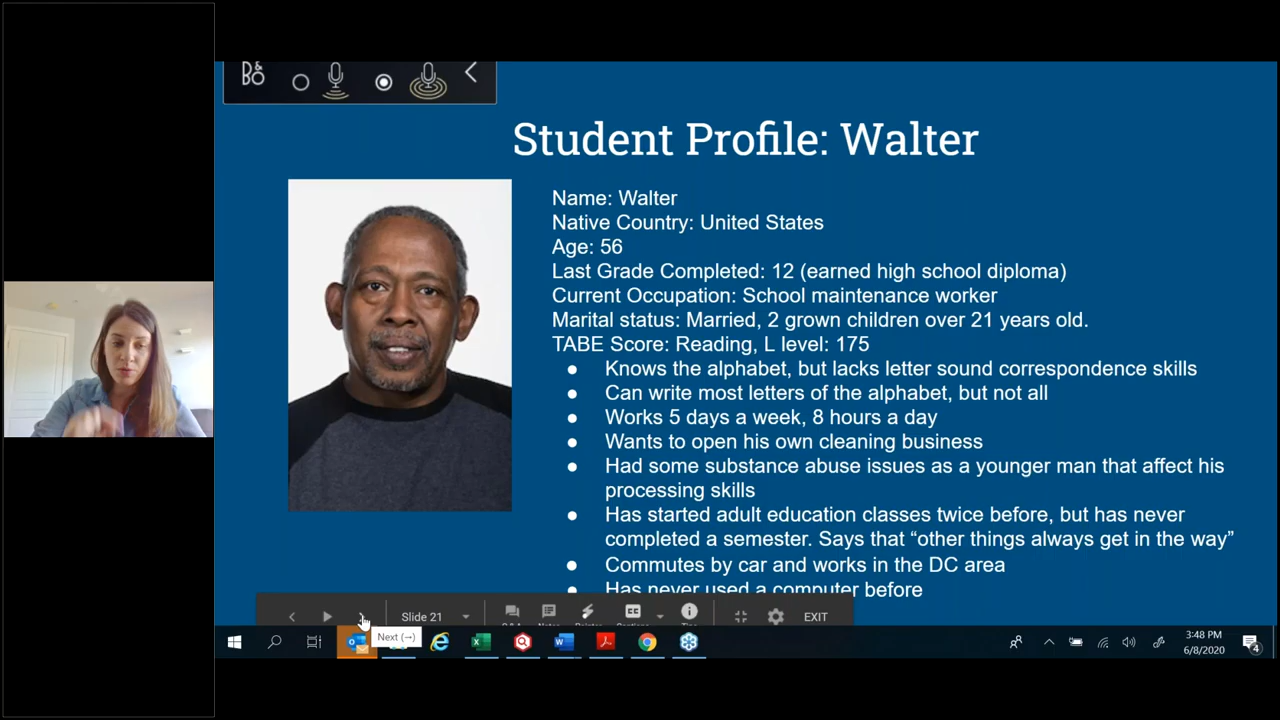 B&BO
Student Profile: Walter
Name: Walter
Native Country: United States
Age: 56
Last Grade Completed: 12 (earned high school diploma)
Current Occupation: School maintenance worker
Marital status: Married, 2 grown children over 21 years old.
TABE Score: Reading, L level: 175
● Knows the alphabet, but lacks letter sound correspondence skills
● Can write most letters of the alphabet, but not all
● Works 5 days a week, 8 hours a day
● Wants to open his own cleaning business
● Had some substance abuse issues as a younger man that affect his
processing skills
● Has started adult education classes twice before, but has never
completed a semester. Says that “other things always get in the way”
● Commutes by car and works in the DC area
● Has never used a computer before
Slide 21
Notes
Pointer
Captions
EXIT
Next (→)
3:48 PM
6/8/2020
4